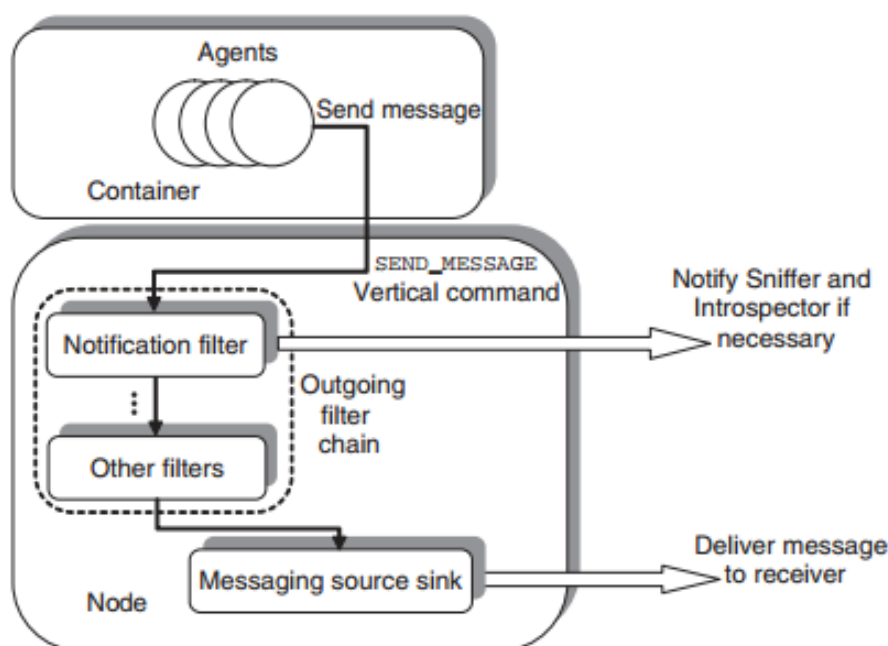 Agents
Send message
Container
SEND_MESSAGE
Vertical command
Notify Sniffer and
Introspector if
necessary
Notification filter
Outgoing
filter
chain
Other filters
Messaging source sink
Deliver message
to receiver
Node